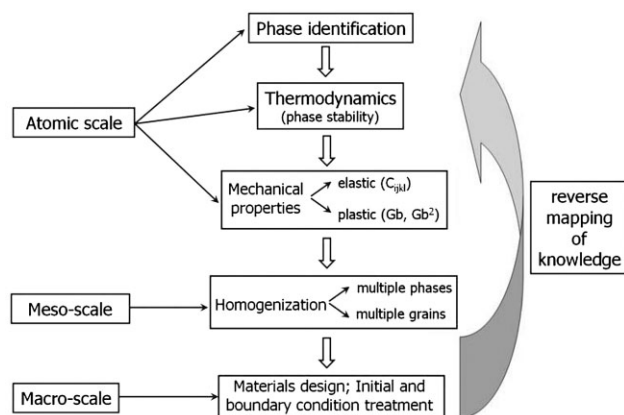 Phase identification
Thermodynamics
(phase stability)
Atomic scale
Mechanical
properties
elastic (Cᵢⱼₖₗ)
plastic (Gb, Gb²)
reverse
mapping
of
knowledge
Meso-scale
Homogenization
multiple phases
multiple grains
Macro-scale
Materials design; Initial and
boundary condition treatment